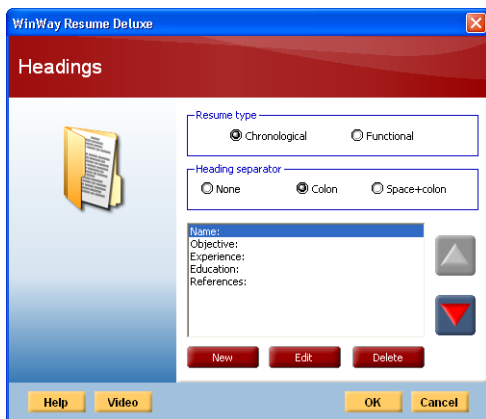 WinWay Resume Deluxe
Headings
Resume type
Chronological Functional
Heading separator
None Colon Space+colon
Name:
Objective:
Experience:
Education:
References:
New Edit Delete
Help Video OK Cancel